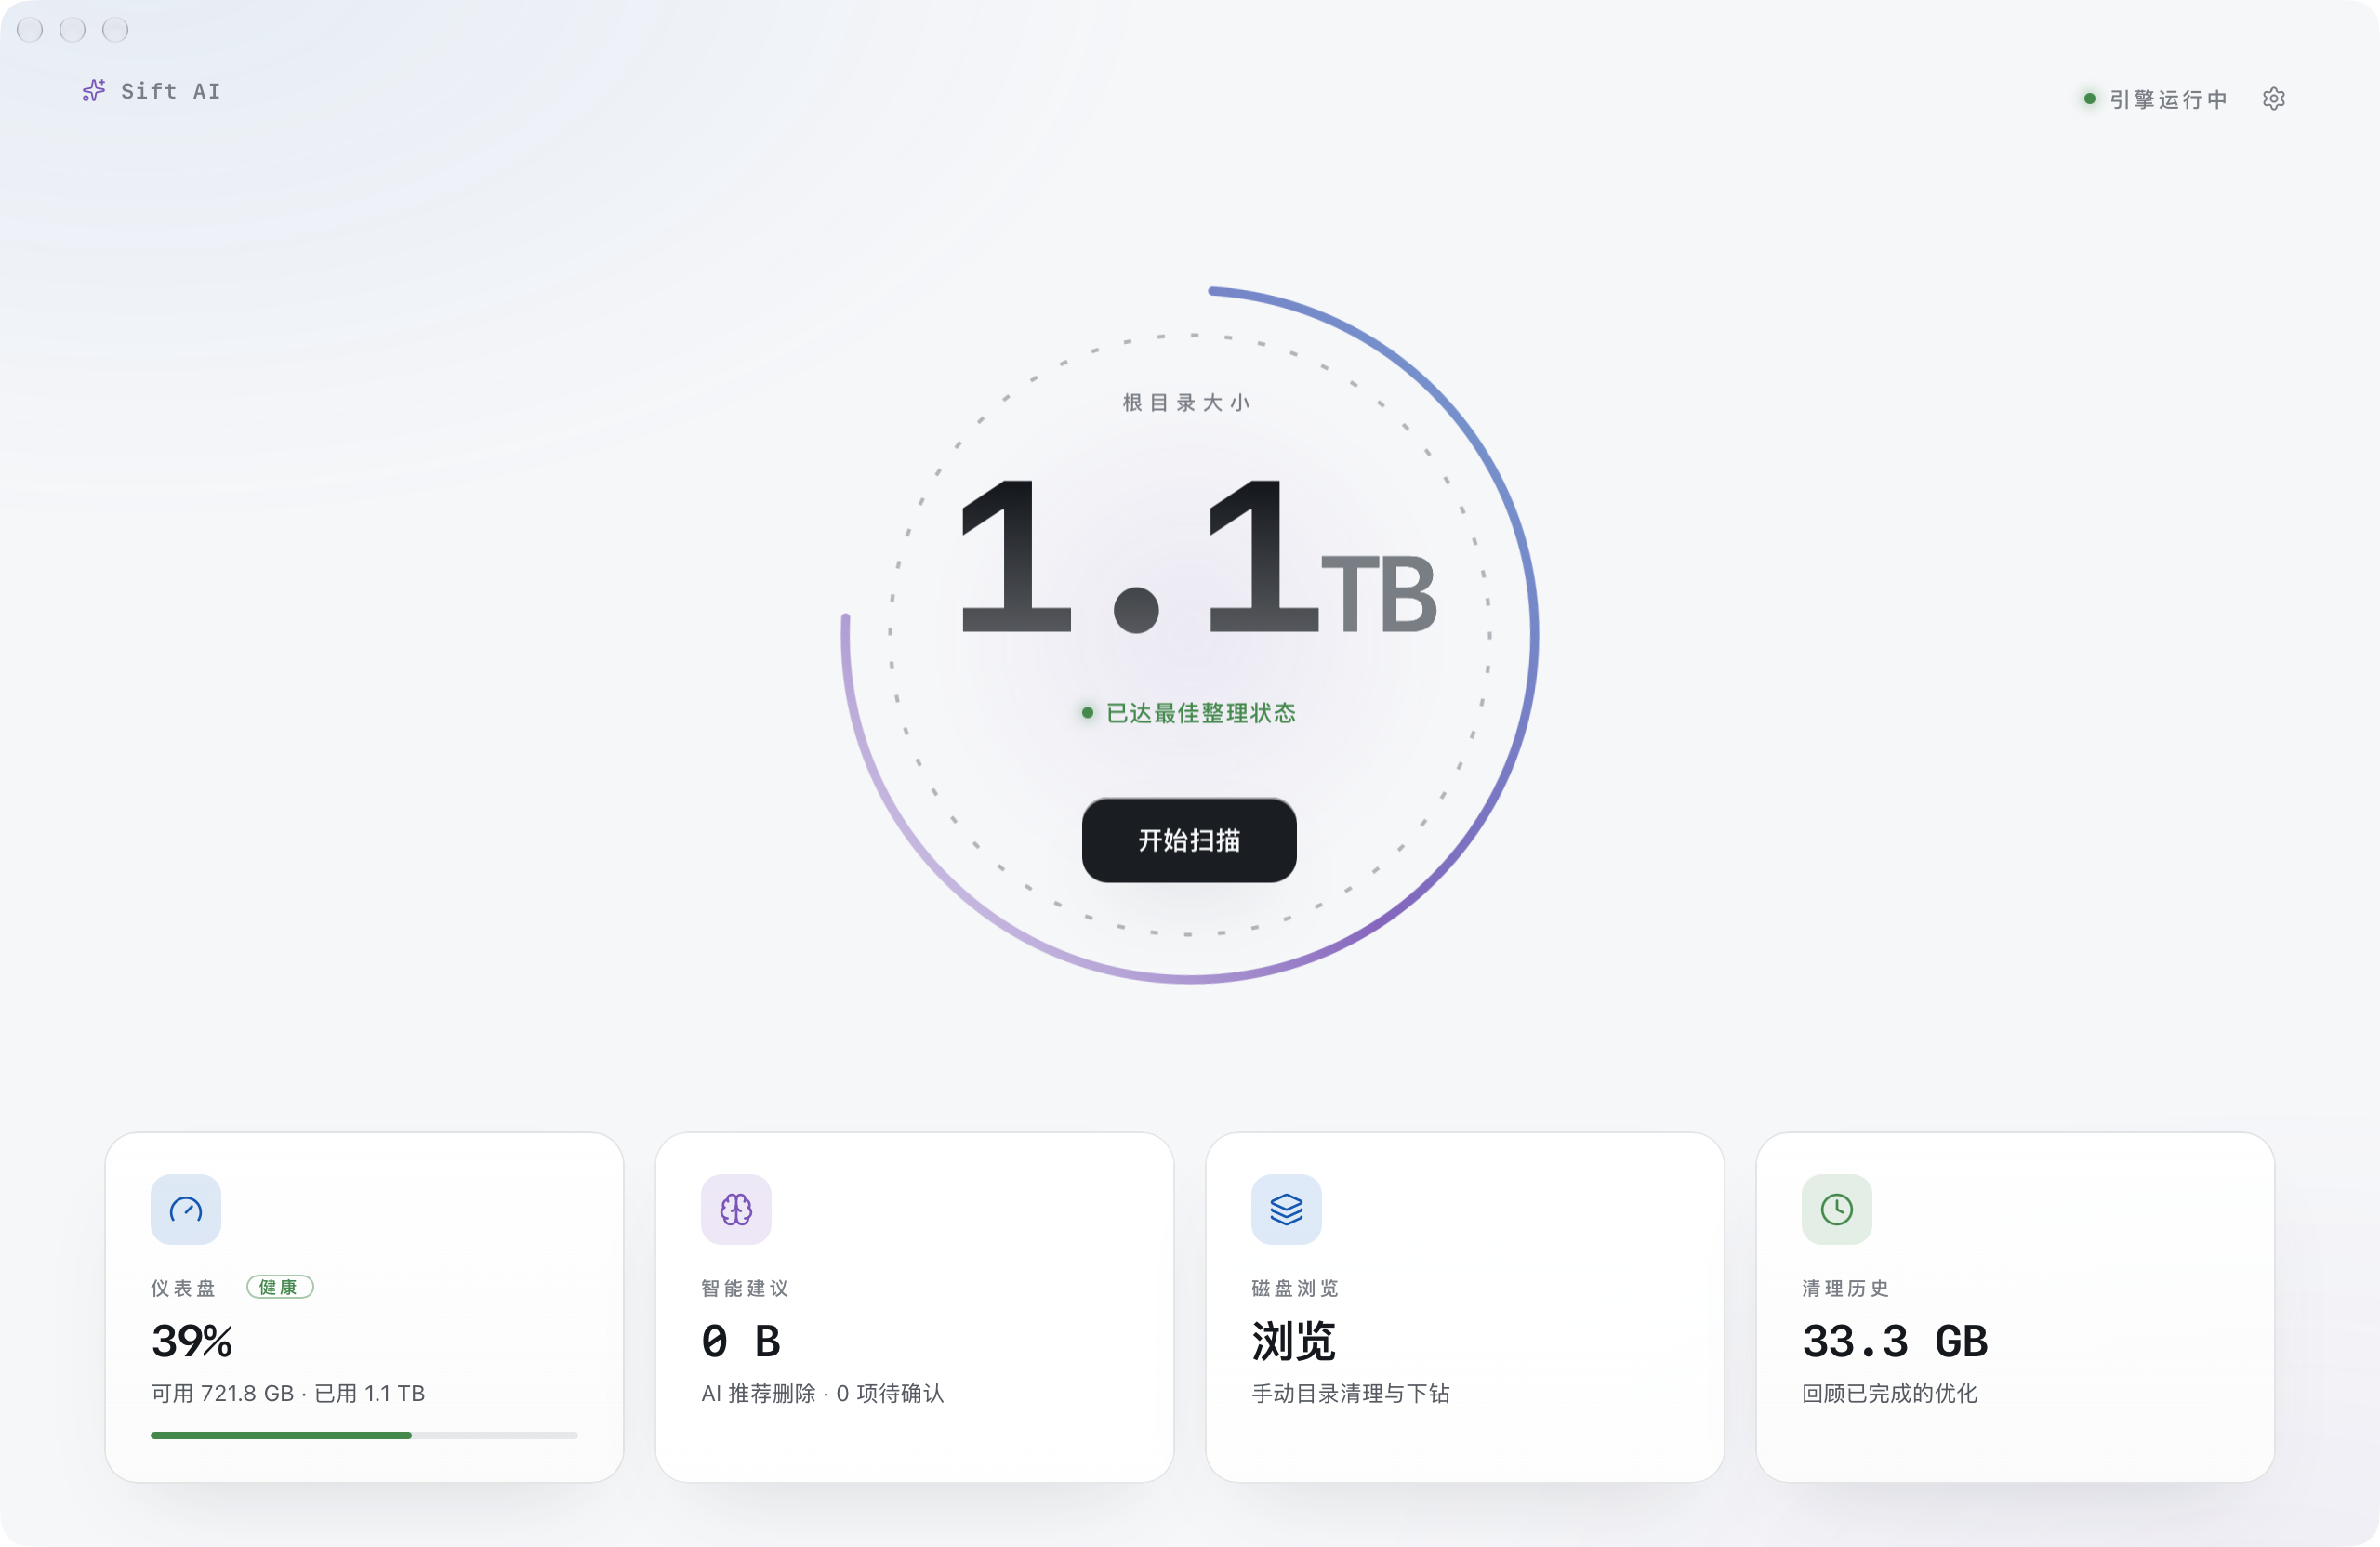 Sift AI
引擎运行中
根目录大小
1.1TB
已达最佳整理状态
开始扫描
仪表盘 健康
39%
可用 721.8 GB · 已用 1.1 TB
智能建议
0 B
AI 推荐删除 · 0 项待确认
磁盘浏览
浏览
手动目录清理与下钻
清理历史
33.3 GB
回顾已完成的优化